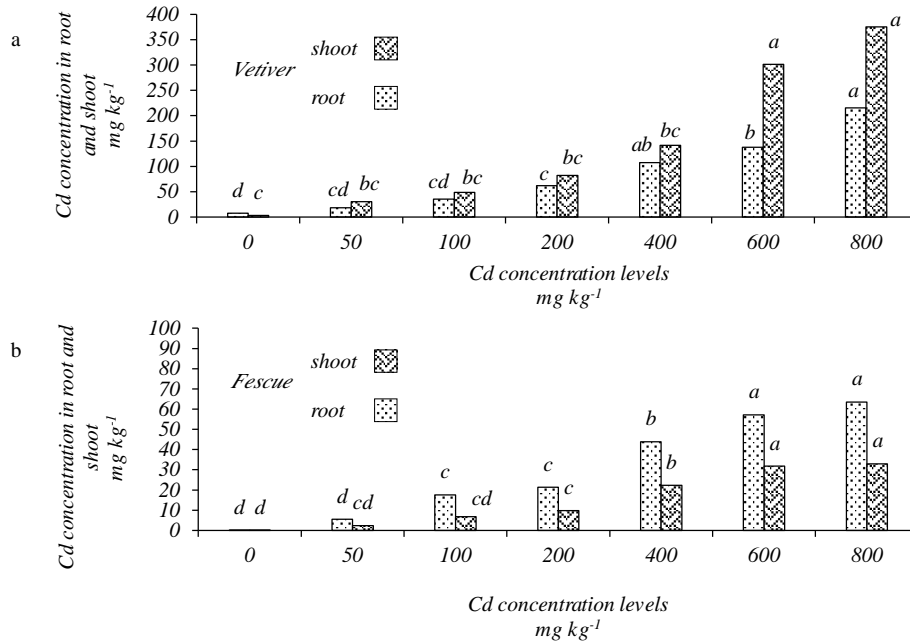 a
Cd concentration in root
and shoot
mg kg-1
400
350
300
250
200
150
100
50
0
Vetiver
shoot
root
d c
cd bc
cd bc
c bc
ab bc
b a
a a
0 50 100 200 400 600 800
Cd concentration levels
mg kg-1
b
Cd concentration in root and
shoot
mg kg-1
100
90
80
70
60
50
40
30
20
10
0
Fescue
shoot
root
d d
d cd
c cd
c c
b b
a a
a a
0 50 100 200 400 600 800
Cd concentration levels
mg kg-1